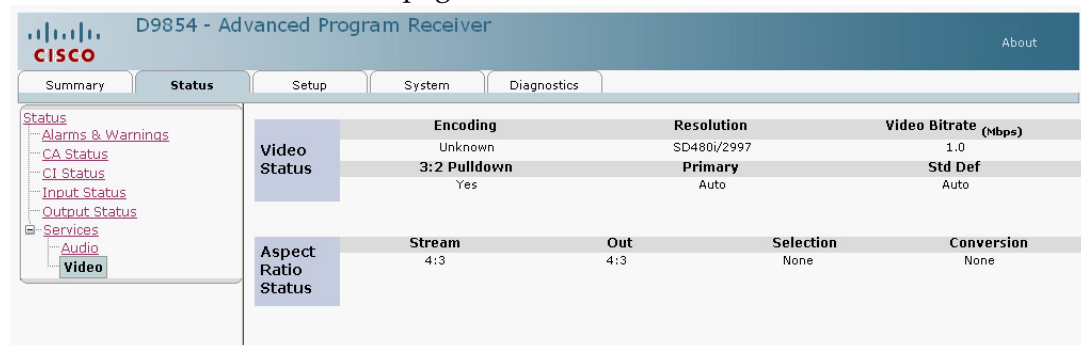 page
D9854 - Advanced Program Receiver
CISCO
About
Summary
Status
Setup
System
Diagnostics
Status
Alarms & Warnings
CA Status
CI Status
Input Status
Output Status
Services
Audio
Video
Video Status
Encoding Resolution Video Bitrate (Mbps)
Unknown SD480i/2997 1.0
3:2 Pulldown Primary Std Def
Yes Auto Auto
Aspect Ratio Status
Stream Out Selection Conversion
4:3 4:3 None None